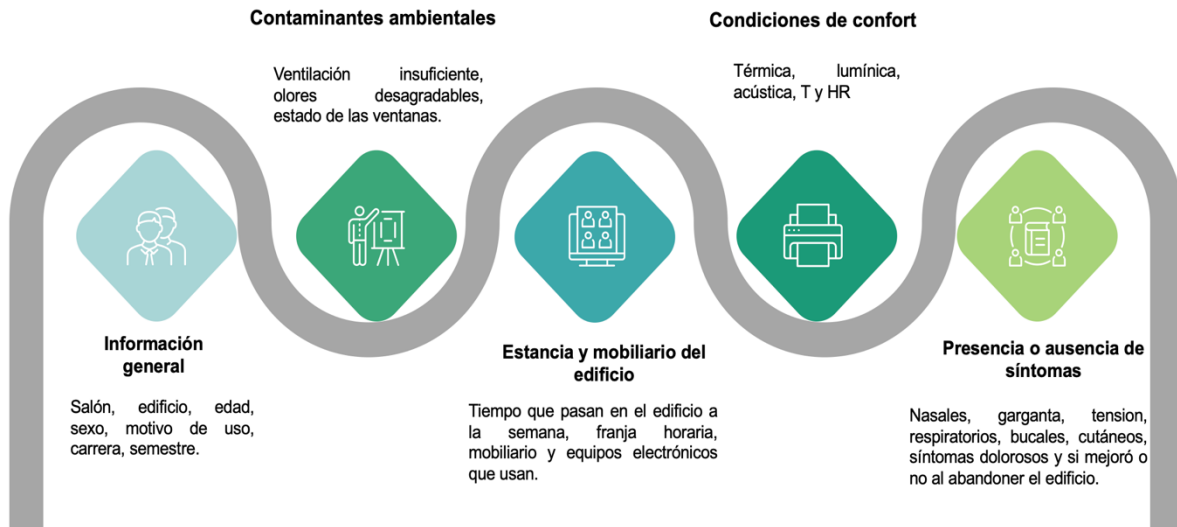 Contaminantes ambientales
Ventilación insuficiente,
olores desagradables,
estado de las ventanas.
Condiciones de confort
Térmica, lumínica,
acústica, T y HR
Información
general
Salón, edificio, edad,
sexo, motivo de uso,
carrera, semestre.
Estancia y mobiliario del
edificio
Tiempo que pasan en el edificio a
la semana, franja horaria,
mobiliario y equipos electrónicos
que usan.
Presencia o ausencia de
síntomas
Nasales, garganta, tension,
respiratorios, bucales, cutáneos,
síntomas dolorosos y si mejoró o
no al abandoner el edificio.